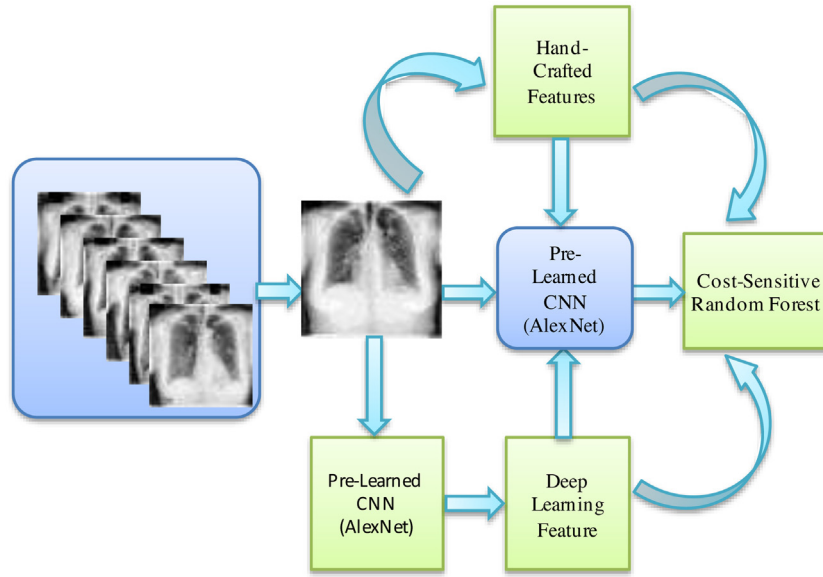 Hand-
Crafted
Features
Pre-
Learned
CNN
(AlexNet)
Cost-Sensitive
Random Forest
Pre-Learned
CNN
(AlexNet)
Deep
Learning
Feature